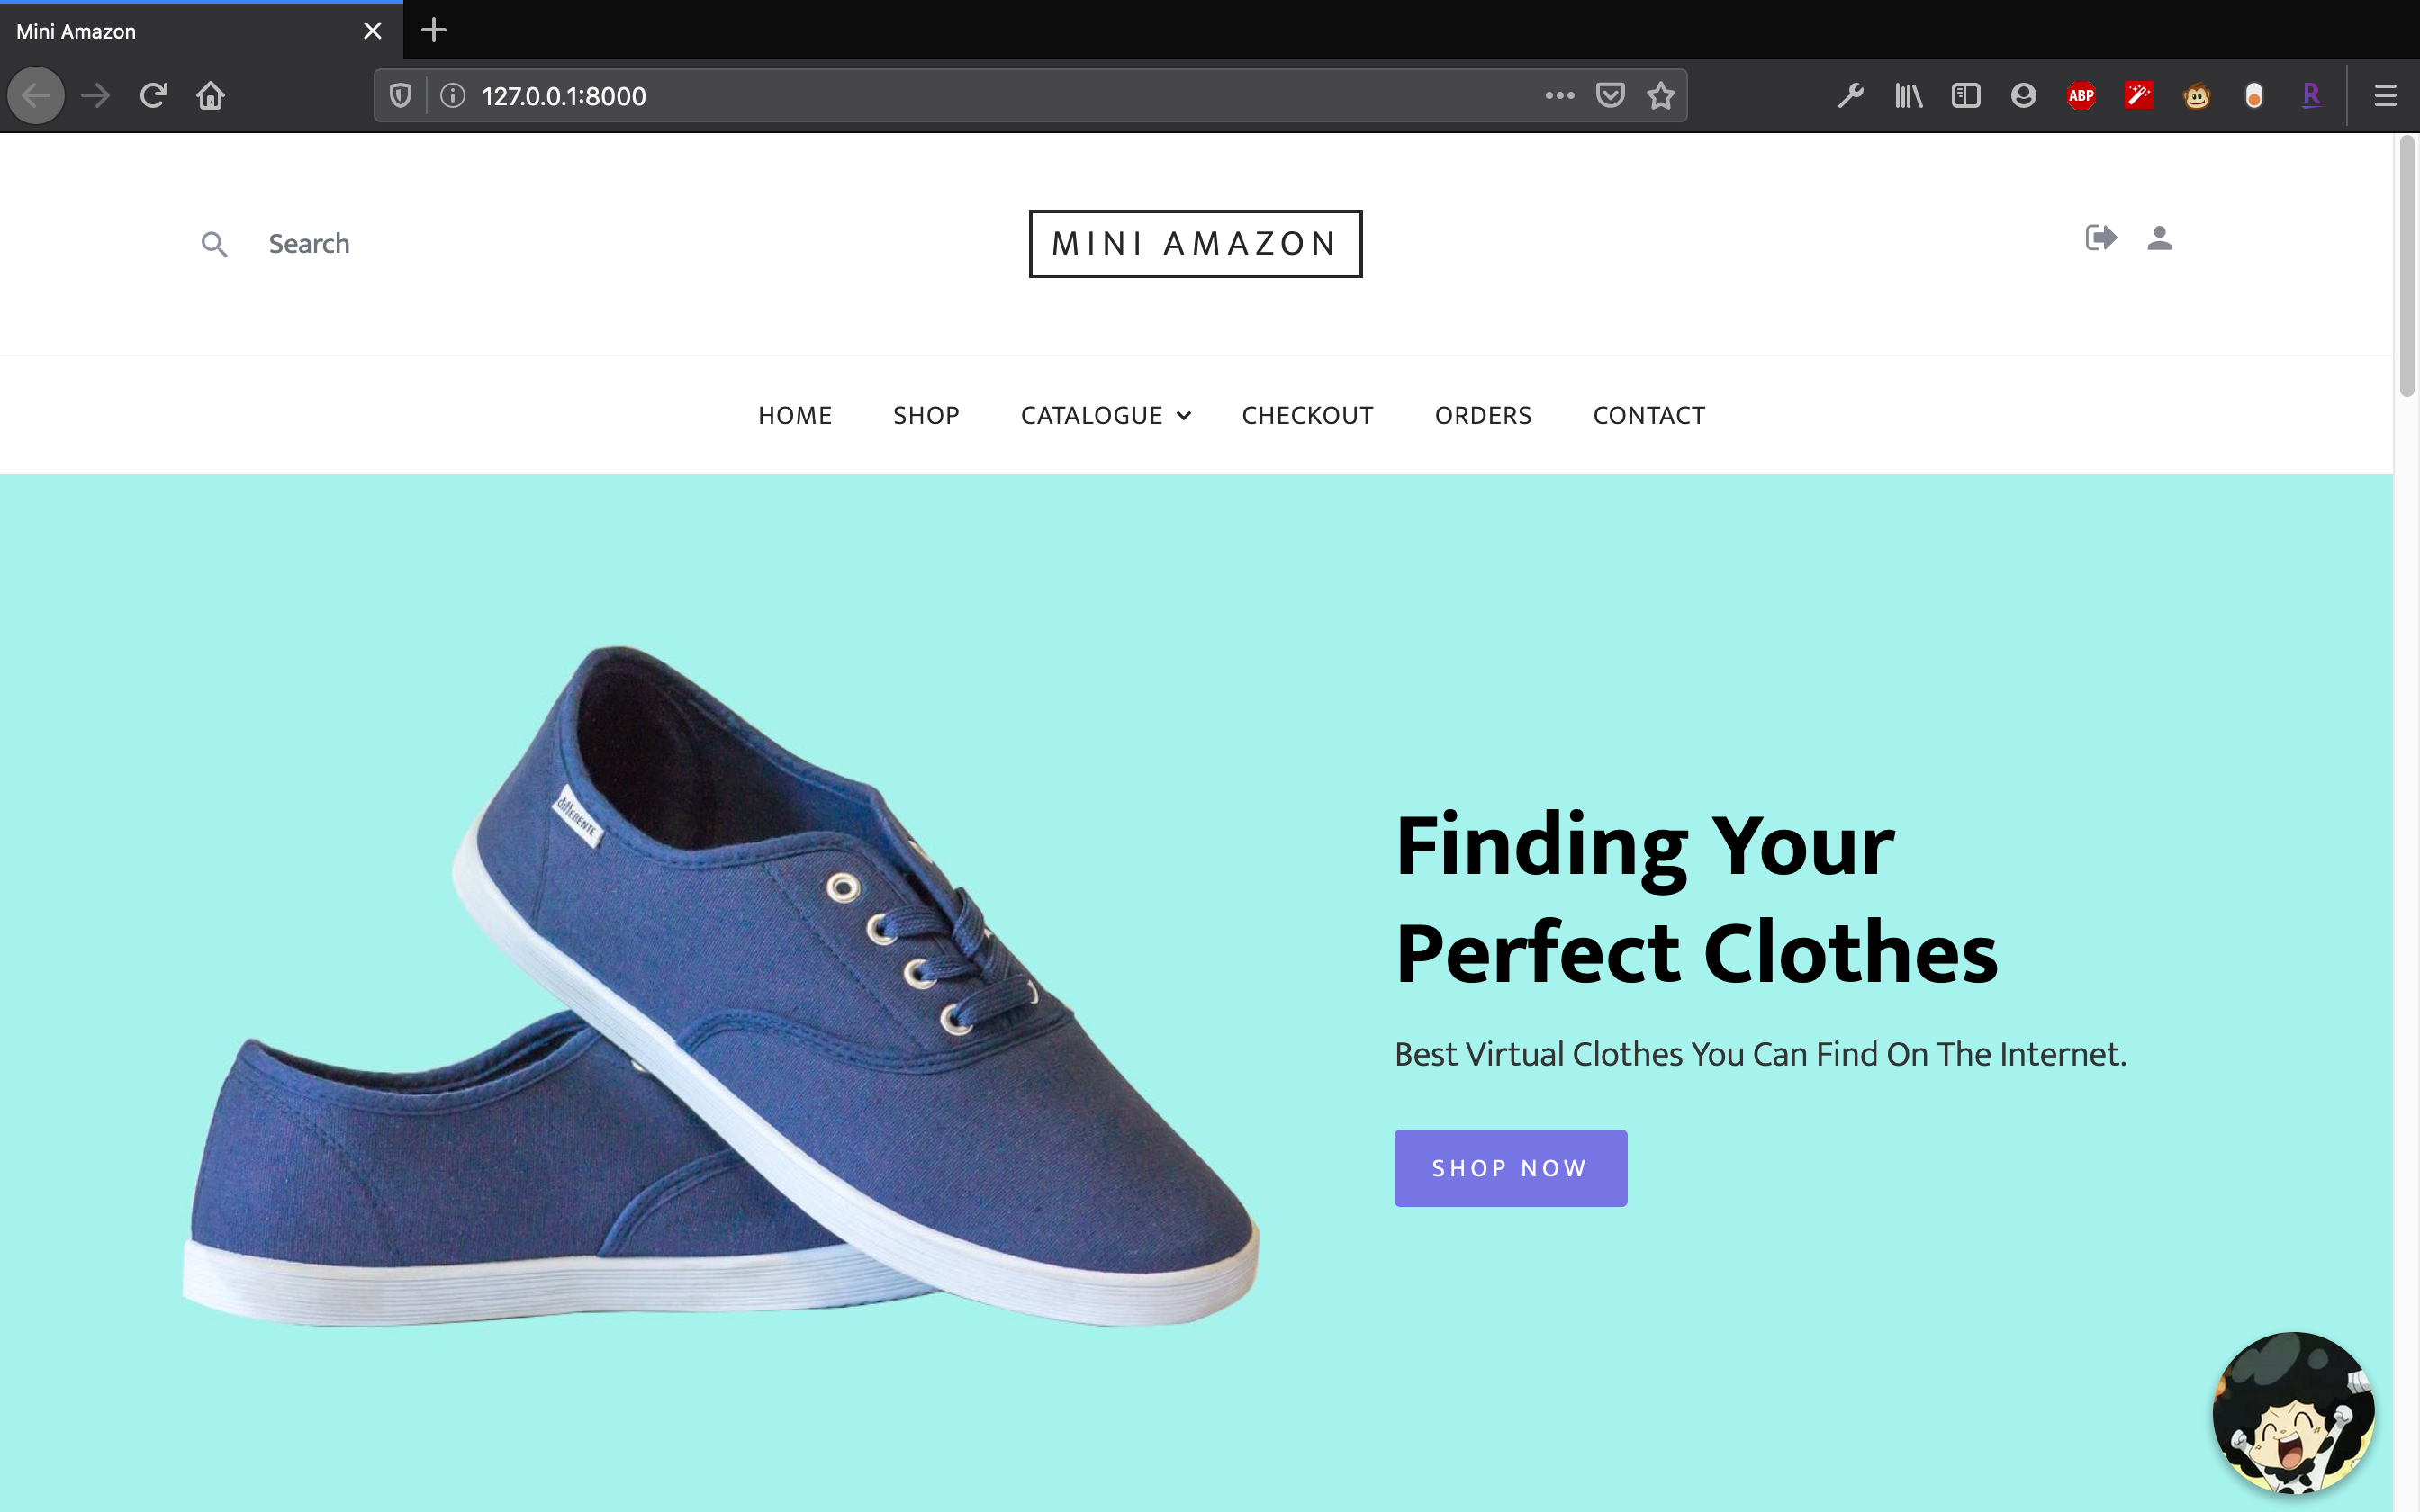 Mini Amazon
127.0.0.1:8000
ABP
R
Search
MINI AMAZON
HOME SHOP CATALOGUE CHECKOUT ORDERS CONTACT
differente
Finding Your
Perfect Clothes
Best Virtual Clothes You Can Find On The Internet.
SHOP NOW